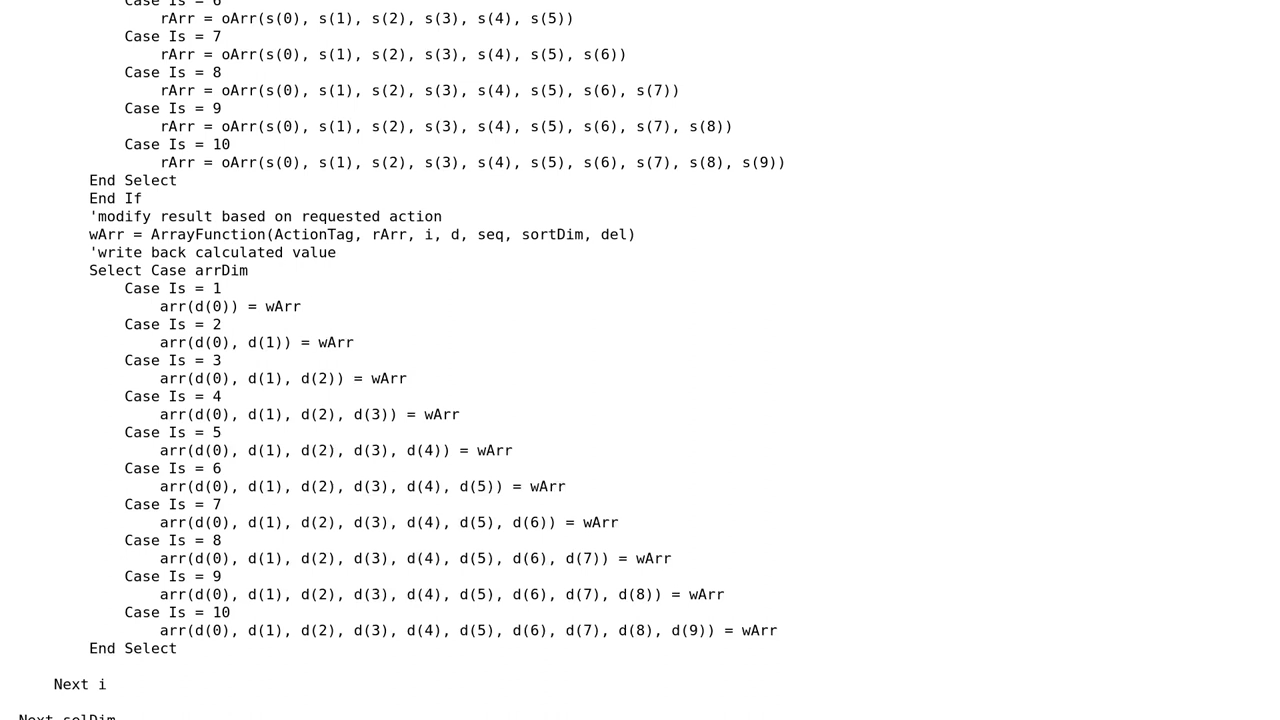 Case Is = 6
rArr = oArr(s(0), s(1), s(2), s(3), s(4), s(5))
Case Is = 7
rArr = oArr(s(0), s(1), s(2), s(3), s(4), s(5), s(6))
Case Is = 8
rArr = oArr(s(0), s(1), s(2), s(3), s(4), s(5), s(6), s(7))
Case Is = 9
rArr = oArr(s(0), s(1), s(2), s(3), s(4), s(5), s(6), s(7), s(8))
Case Is = 10
rArr = oArr(s(0), s(1), s(2), s(3), s(4), s(5), s(6), s(7), s(8), s(9))
End Select
End If
'modify result based on requested action
wArr = ArrayFunction(ActionTag, rArr, i, d, seq, sortDim, del)
'write back calculated value
Select Case arrDim
Case Is = 1
arr(d(0)) = wArr
Case Is = 2
arr(d(0), d(1)) = wArr
Case Is = 3
arr(d(0), d(1), d(2)) = wArr
Case Is = 4
arr(d(0), d(1), d(2), d(3)) = wArr
Case Is = 5
arr(d(0), d(1), d(2), d(3), d(4)) = wArr
Case Is = 6
arr(d(0), d(1), d(2), d(3), d(4), d(5)) = wArr
Case Is = 7
arr(d(0), d(1), d(2), d(3), d(4), d(5), d(6)) = wArr
Case Is = 8
arr(d(0), d(1), d(2), d(3), d(4), d(5), d(6), d(7)) = wArr
Case Is = 9
arr(d(0), d(1), d(2), d(3), d(4), d(5), d(6), d(7), d(8)) = wArr
Case Is = 10
arr(d(0), d(1), d(2), d(3), d(4), d(5), d(6), d(7), d(8), d(9)) = wArr
End Select
Next i
Next selDim